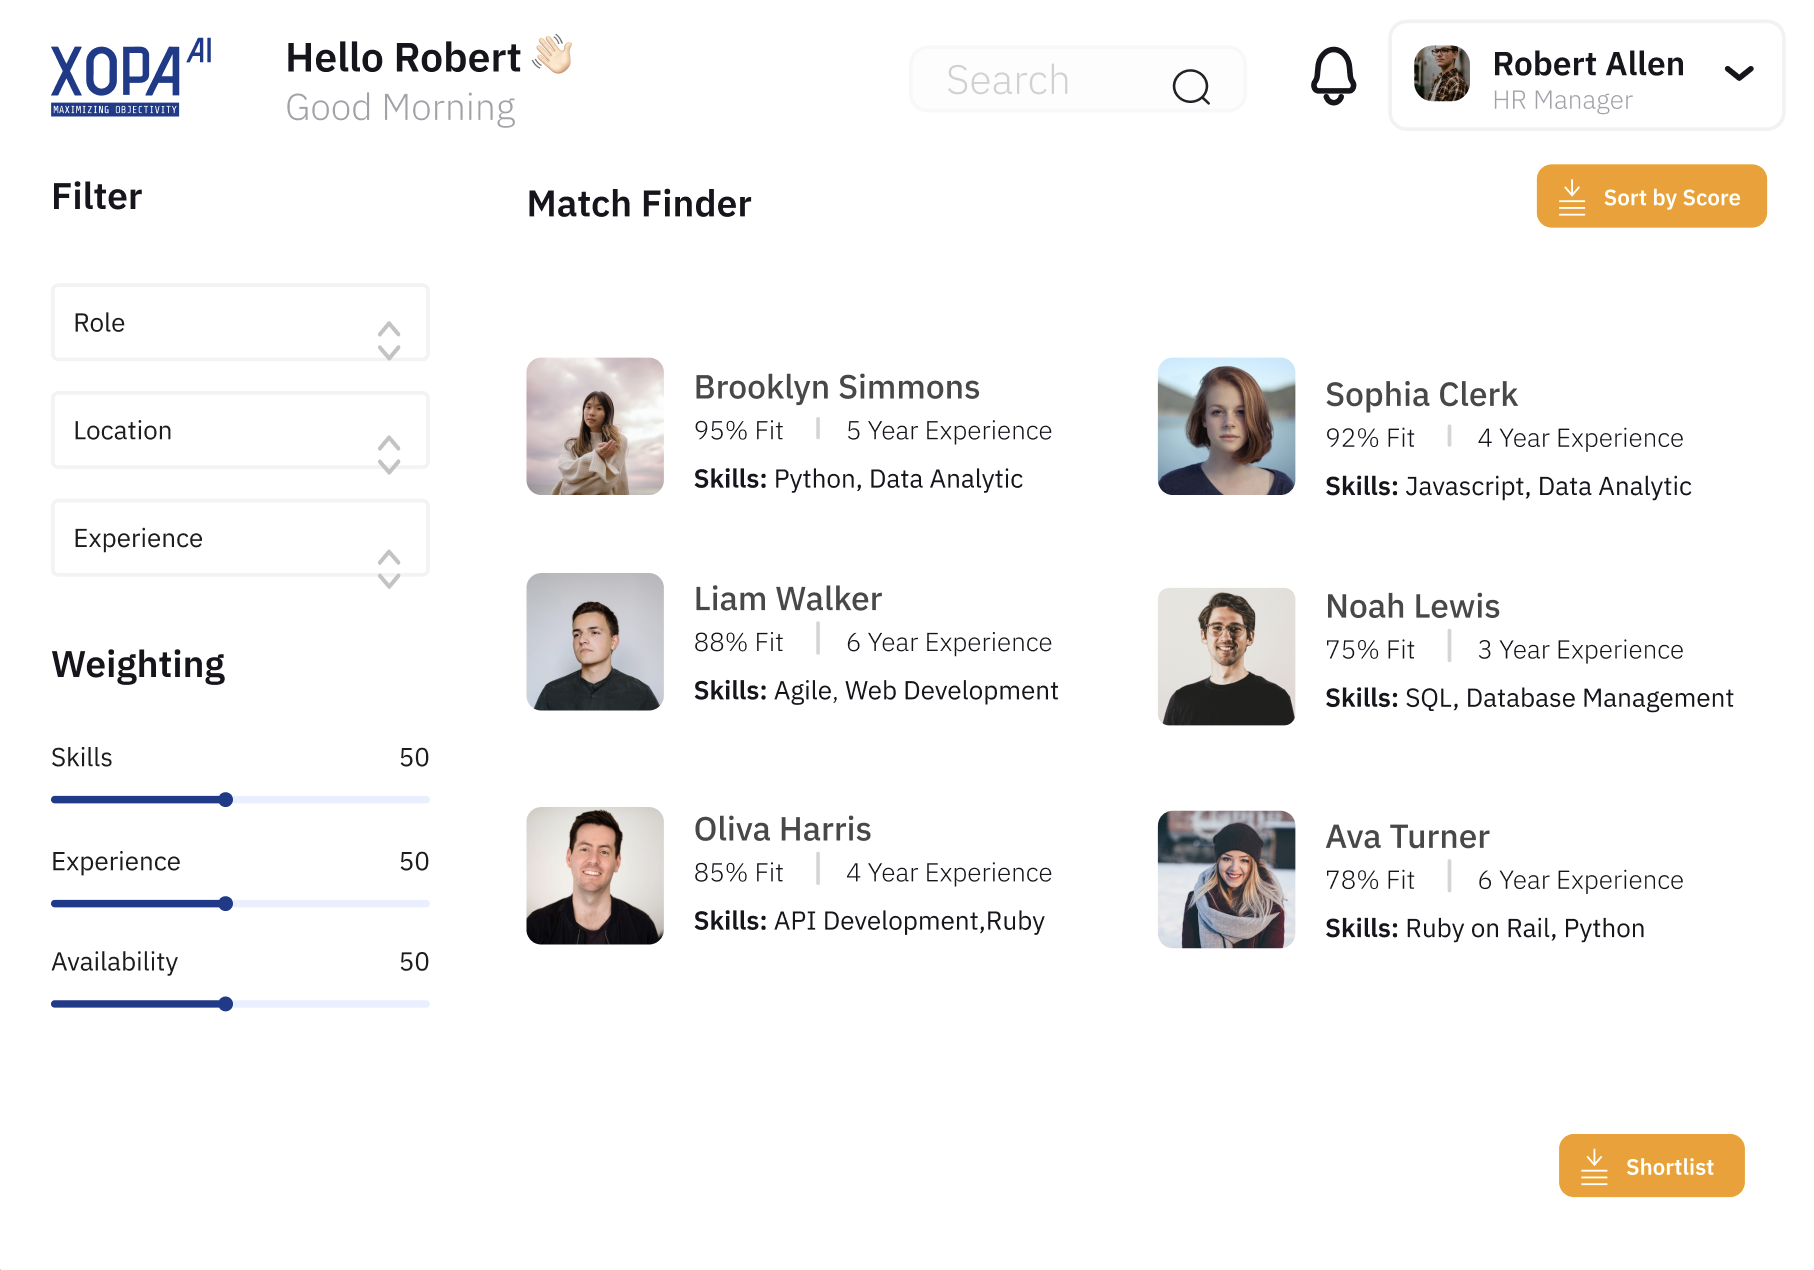 XOPA AI
MAXIMIZING OBJECTIVITY
Hello Robert 👋🏻
Good Morning
Search
Robert Allen
HR Manager
Filter
Role
Location
Experience
Weighting
Skills 50
Experience 50
Availability 50
Match Finder
Sort by Score
Brooklyn Simmons
95% Fit | 5 Year Experience
Skills: Python, Data Analytic
Sophia Clerk
92% Fit | 4 Year Experience
Skills: Javascript, Data Analytic
Liam Walker
88% Fit | 6 Year Experience
Skills: Agile, Web Development
Noah Lewis
75% Fit | 3 Year Experience
Skills: SQL, Database Management
Oliva Harris
85% Fit | 4 Year Experience
Skills: API Development,Ruby
Ava Turner
78% Fit | 6 Year Experience
Skills: Ruby on Rail, Python
Shortlist